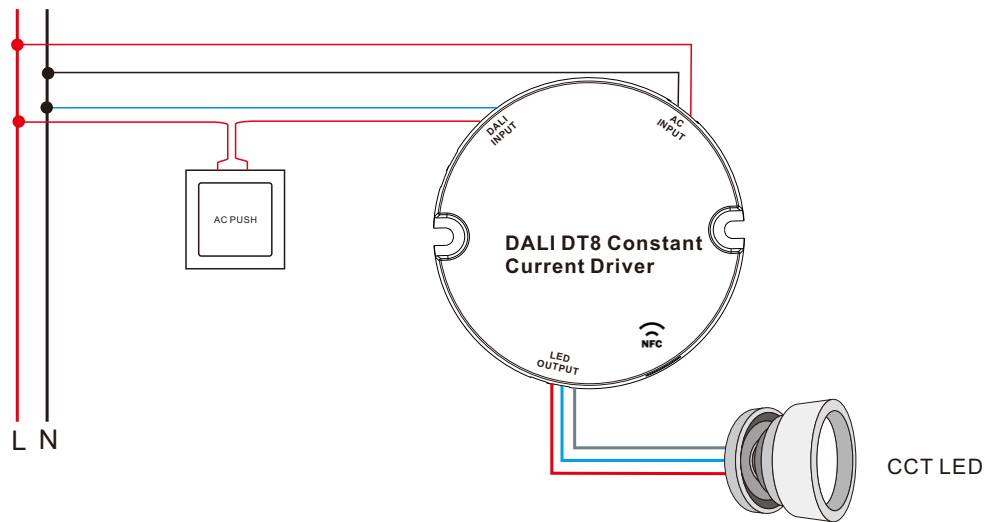 DALI
INPUT
AC
INPUT
AC PUSH
DALI DT8 Constant
Current Driver
NFC
LED
OUTPUT
L N
CCT LED